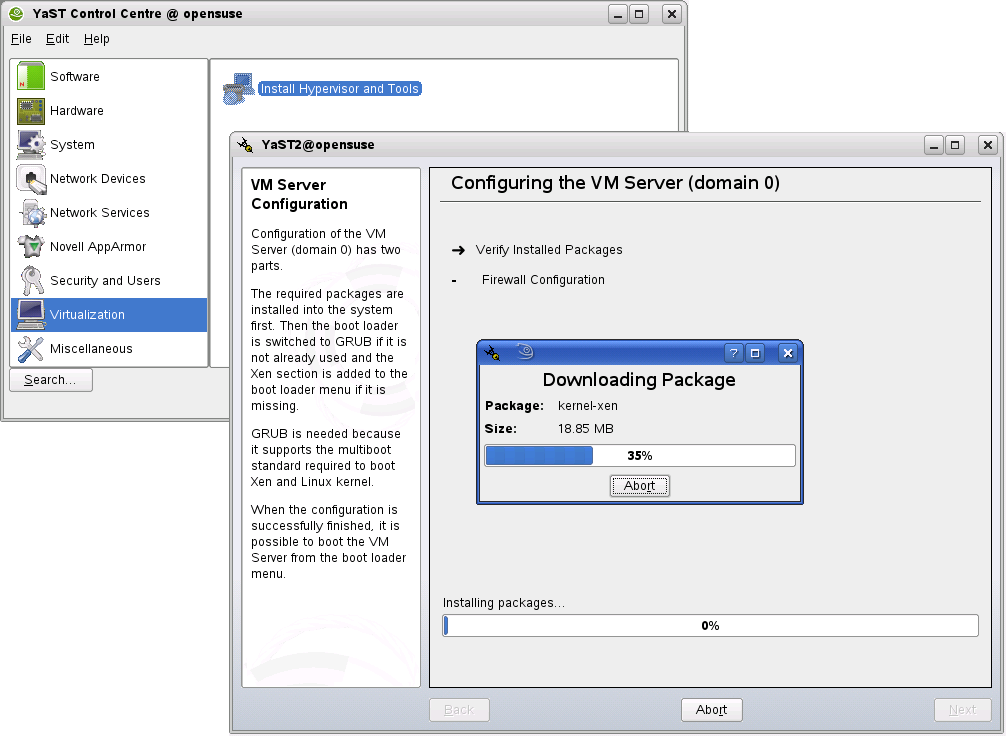 YaST Control Centre @ opensuse
File Edit Help
Software
Hardware
System
Network Devices
Network Services
Novell AppArmor
Security and Users
Virtualization
Miscellaneous
Search...
Install Hypervisor and Tools
YaST2@opensuse
VM Server
Configuration
Configuration of the VM
Server (domain 0) has two
parts.
The required packages are
installed into the system
first. Then the boot loader
is switched to GRUB if it is
not already used and the
Xen section is added to the
boot loader menu if it is
missing.
GRUB is needed because
it supports the multiboot
standard required to boot
Xen and Linux kernel.
When the configuration is
successfully finished, it is
possible to boot the VM
Server from the boot loader
menu.
Configuring the VM Server (domain 0)
➔ Verify Installed Packages
- Firewall Configuration
?
Downloading Package
Package: kernel-xen
Size: 18.85 MB
35%
Abort
Installing packages...
0%
Back Abort Next